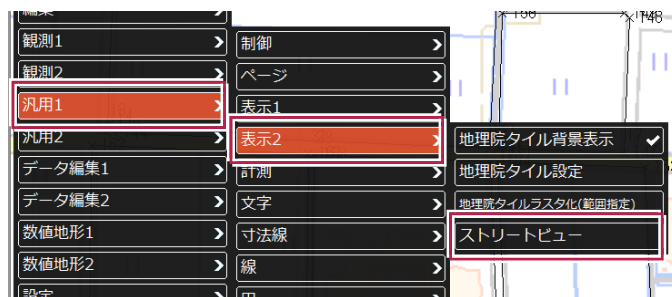 編集
観測1
観測2
汎用1
汎用2
データ編集1
データ編集2
数値地形1
数値地形2
設定
制御
ページ
表示1
表示2
計測
文字
寸法線
線
円
地理院タイル背景表示
地理院タイル設定
地理院タイルラスタ化(範囲指定)
ストリートビュー